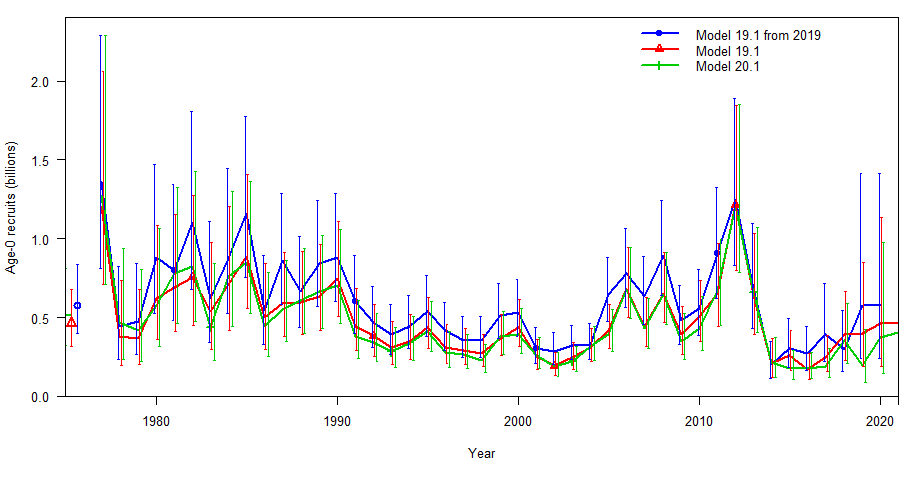 Model 19.1 from 2019
Model 19.1
Model 20.1
Age-0 recruits (billions)
2.0
1.5
1.0
0.5
0.0
1980 1990 2000 2010 2020
Year